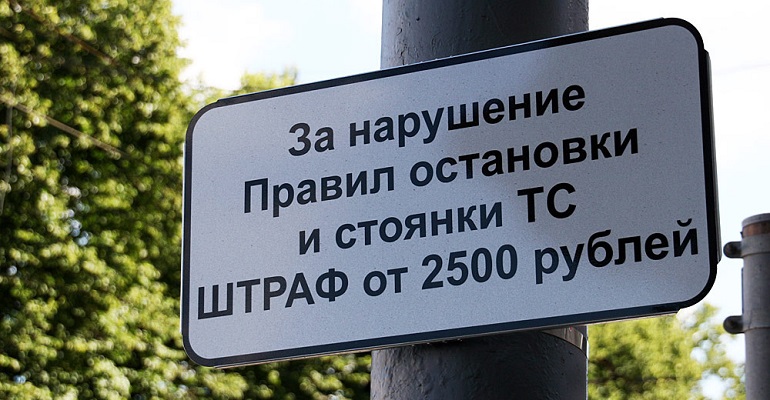 За нарушение
Правил остановки
и стоянки ТС
ШТРАФ от 2500 рублей